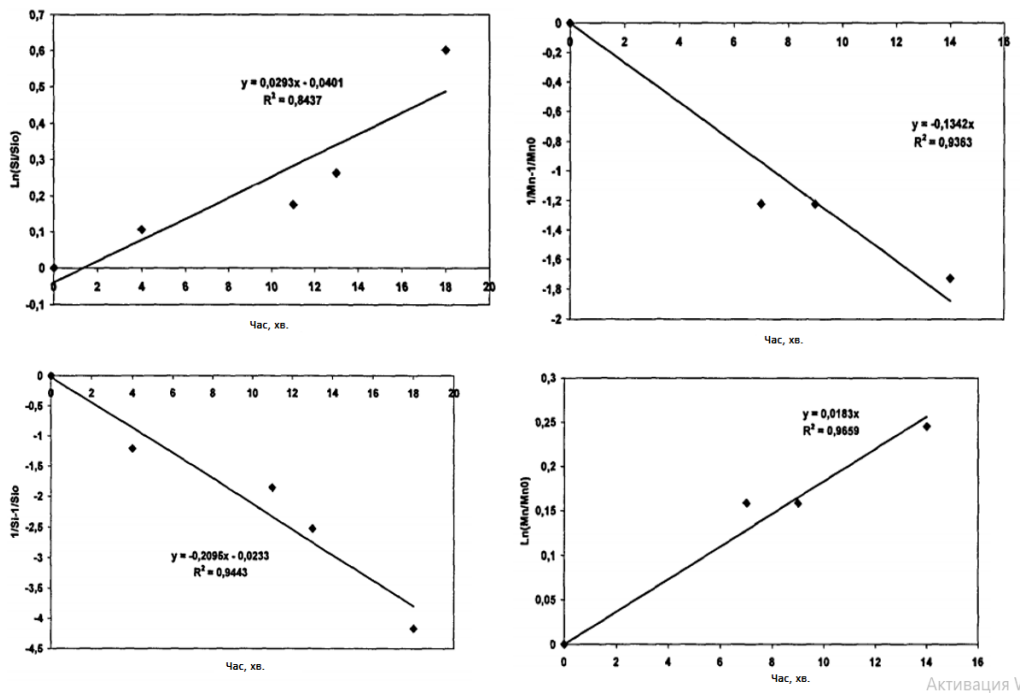 0,7
0,6
0,5
0,4
0,3
0,2
0,1
0
-0,1
Ln(Si/Sio)
y = 0,0293x - 0,0401
R² = 0,8437
0 2 4 6 8 10 12 14 16 18 20
Час, хв.
0
-0,2
-0,4
-0,6
-0,8
-1
-1,2
-1,4
-1,6
-1,8
-2
1/Mn-1/Mn0
0 2 4 6 8 10 12 14 16
y = -0,1342x
R² = 0,9363
Час, хв.
0
-0,5
-1
-1,5
-2
-2,5
-3
-3,5
-4
-4,5
1/Si-1/Sio
0 2 4 6 8 10 12 14 16 18 20
y = -0,2095x - 0,0233
R² = 0,9443
Час, хв.
0,3
0,25
0,2
0,15
0,1
0,05
0
Ln(Mn/Mn0)
y = 0,0183x
R² = 0,9659
0 2 4 6 8 10 12 14 16
Час, хв.
Активация